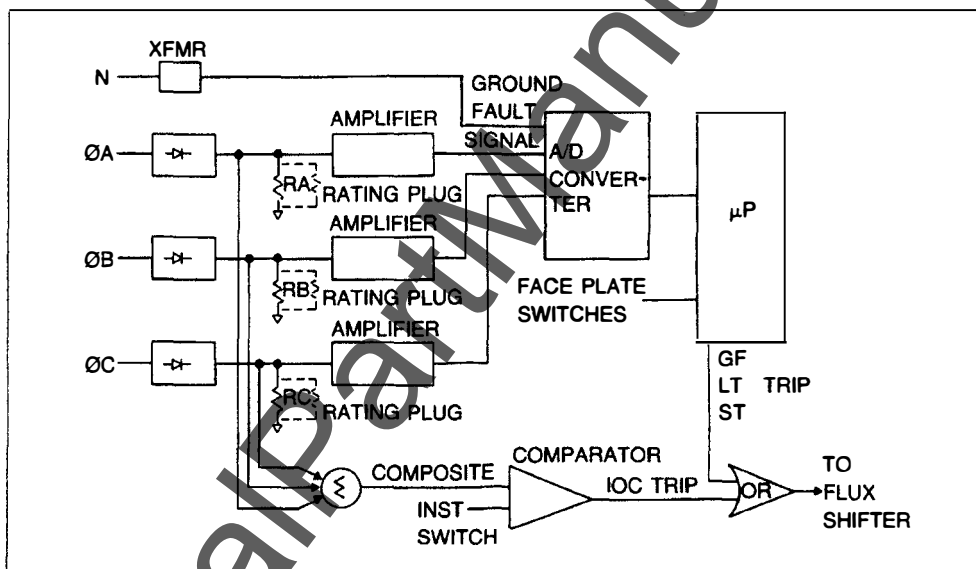 XFMR
N
GROUND
FAULT
SIGNAL
ØA
AMPLIFIER
RA
RATING PLUG
A/D
CONVER-
TER
µP
ØB
AMPLIFIER
RB
RATING PLUG
FACE PLATE
SWITCHES
ØC
AMPLIFIER
RC
RATING PLUG
GF
LT TRIP
ST
Σ
COMPOSITE
COMPARATOR
INST
SWITCH
IOC TRIP
OR
TO
FLUX
SHIFTER